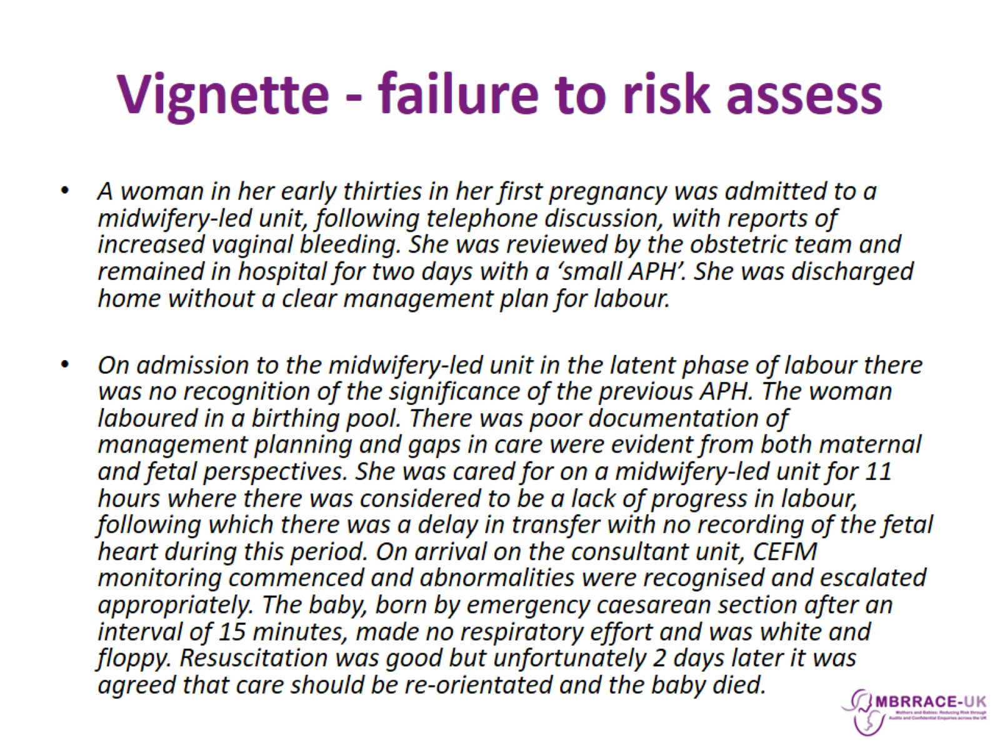 Vignette - failure to risk assess
• A woman in her early thirties in her first pregnancy was admitted to a
midwifery-led unit, following telephone discussion, with reports of
increased vaginal bleeding. She was reviewed by the obstetric team and
remained in hospital for two days with a ‘small APH’. She was discharged
home without a clear management plan for labour.
• On admission to the midwifery-led unit in the latent phase of labour there
was no recognition of the significance of the previous APH. The woman
laboured in a birthing pool. There was poor documentation of
management planning and gaps in care were evident from both maternal
and fetal perspectives. She was cared for on a midwifery-led unit for 11
hours where there was considered to be a lack of progress in labour,
following which there was a delay in transfer with no recording of the fetal
heart during this period. On arrival on the consultant unit, CEFM
monitoring commenced and abnormalities were recognised and escalated
appropriately. The baby, born by emergency caesarean section after an
interval of 15 minutes, made no respiratory effort and was white and
floppy. Resuscitation was good but unfortunately 2 days later it was
agreed that care should be re-orientated and the baby died.
MBRRACE-UK
Mothers and Babies: Reducing Risk through
Audits and Confidential Enquiries across the UK